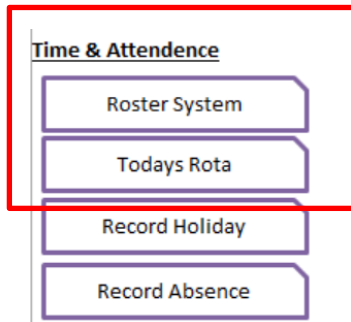 Time & Attendence
Roster System
Todays Rota
Record Holiday
Record Absence